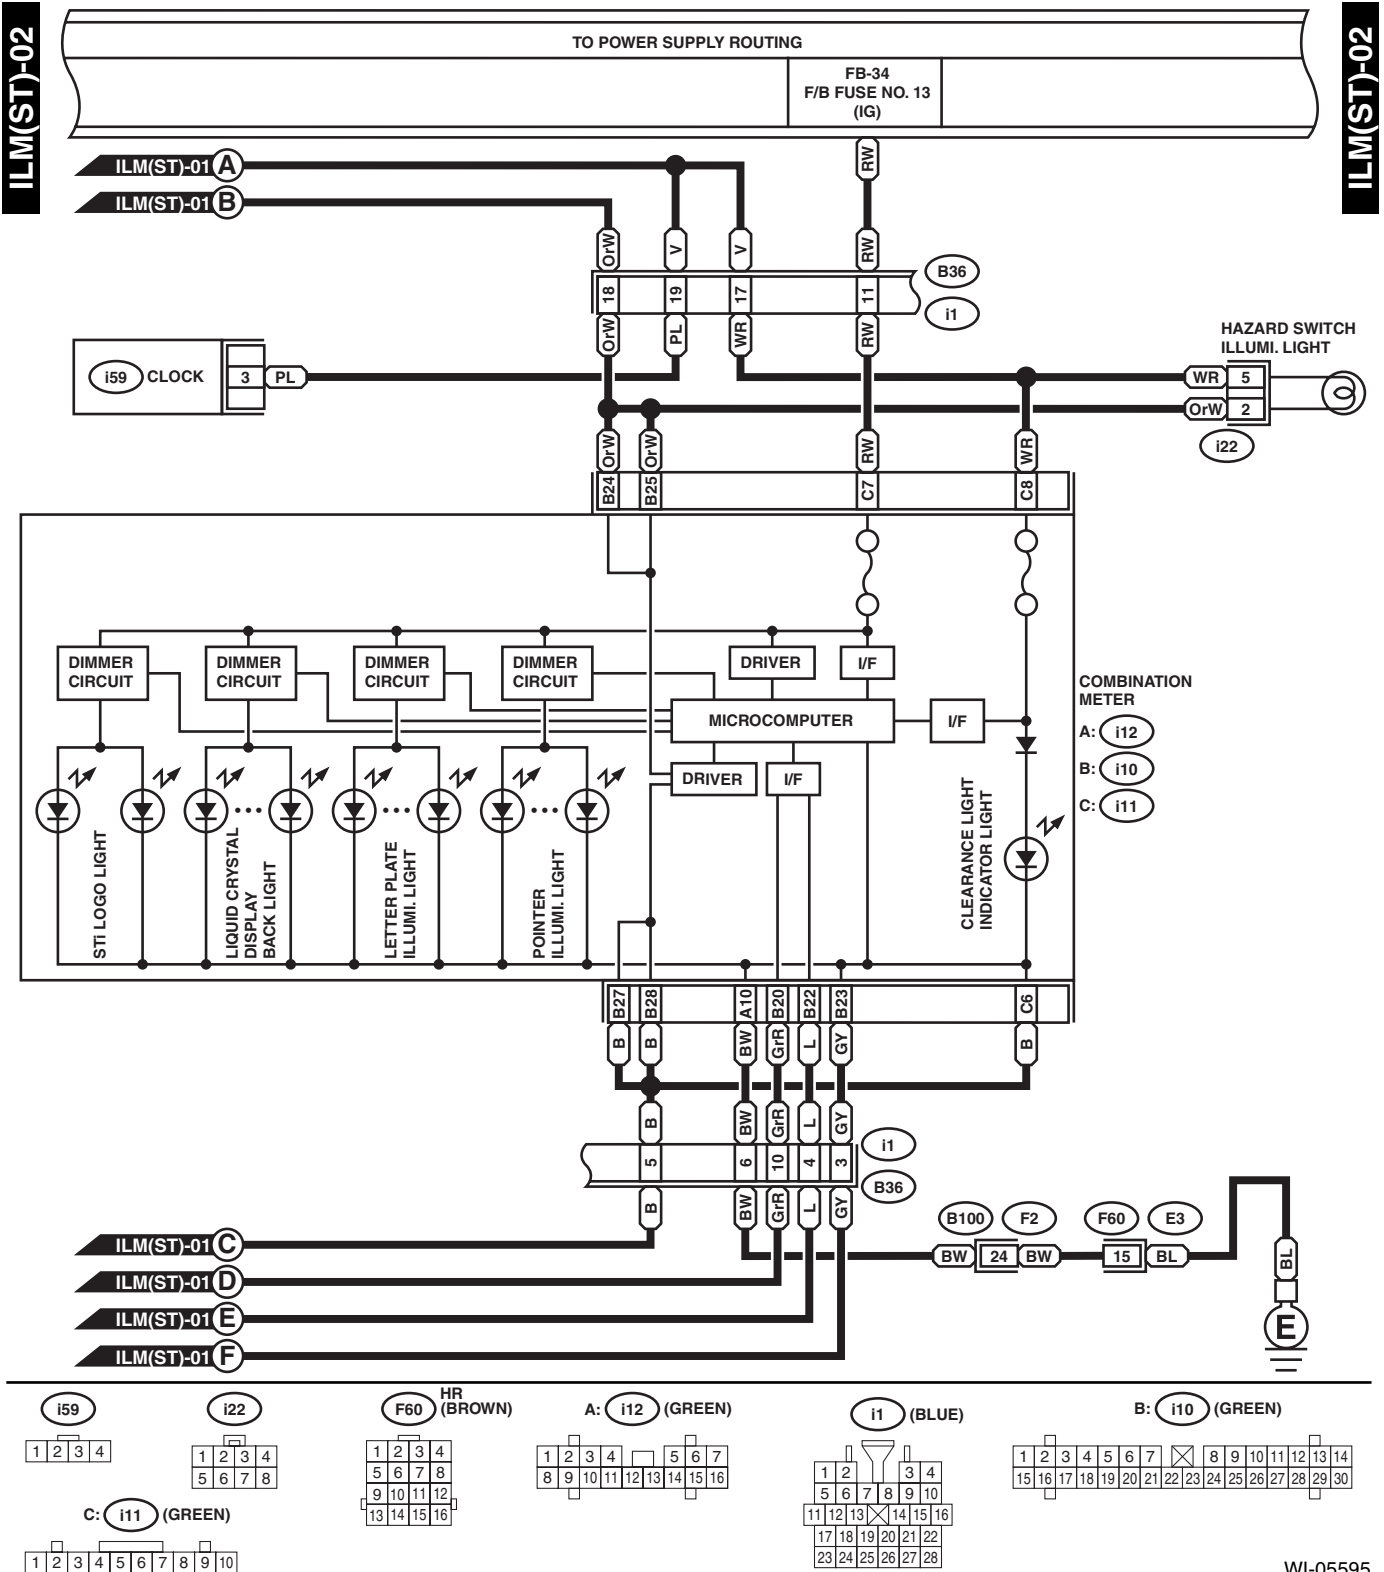 ILM(ST)-02
ILM(ST)-02
TO POWER SUPPLY ROUTING
FB-34
F/B FUSE NO. 13
(IG)
ILM(ST)-01 A
RW
ILM(ST)-01 B
OrW V V RW
B36
18 19 17 11
i1
OrW PL WR RW
HAZARD SWITCH
ILLUMI. LIGHT
i59 CLOCK 3 PL
WR 5
OrW 2
i22
OrW OrW RW WR
B24 B25 C7 C8
DIMMER
CIRCUIT
DIMMER
CIRCUIT
DIMMER
CIRCUIT
DIMMER
CIRCUIT
DRIVER
I/F
MICROCOMPUTER
I/F
DRIVER
I/F
COMBINATION
METER
A: i12
B: i10
C: i11
STi LOGO LIGHT
LIQUID CRYSTAL
DISPLAY
BACK LIGHT
LETTER PLATE
ILLUMI. LIGHT
POINTER
ILLUMI. LIGHT
CLEARANCE LIGHT
INDICATOR LIGHT
B27 B28 A10 B20 B22 B23 C6
B B BW GrR L GY B
B BW GrR L GY
i1
5 6 10 4 3
B36
B BW GrR L GY
B100 F2 F60 E3
BW 24 BW 15 BL
BL
E
ILM(ST)-01 C
ILM(ST)-01 D
ILM(ST)-01 E
ILM(ST)-01 F
i59
1 2 3 4
i22
1 2 3 4
5 6 7 8
F60 HR
(BROWN)
1 2 3 4
5 6 7 8
9 10 11 12
13 14 15 16
A: i12 (GREEN)
1 2 3 4 5 6 7
8 9 10 11 12 13 14 15 16
i1 (BLUE)
1 2 3 4
5 6 7 8 9 10
11 12 13 14 15 16
17 18 19 20 21 22
23 24 25 26 27 28
B: i10 (GREEN)
1 2 3 4 5 6 7 8 9 10 11 12 13 14
15 16 17 18 19 20 21 22 23 24 25 26 27 28 29 30
C: i11 (GREEN)
1 2 3 4 5 6 7 8 9 10
WI-05595